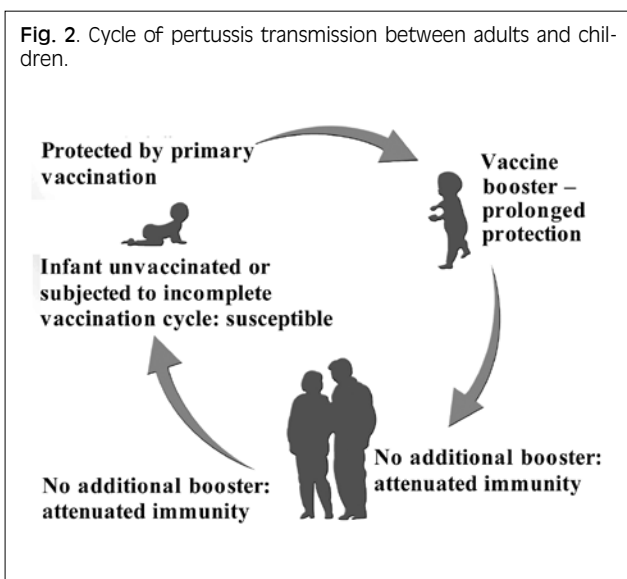 Fig. 2. Cycle of pertussis transmission between adults and chil-
dren.
Protected by primary
vaccination
Vaccine
booster –
prolonged
protection
Infant unvaccinated or
subjected to incomplete
vaccination cycle: susceptible
No additional booster:
attenuated immunity
No additional booster:
attenuated immunity